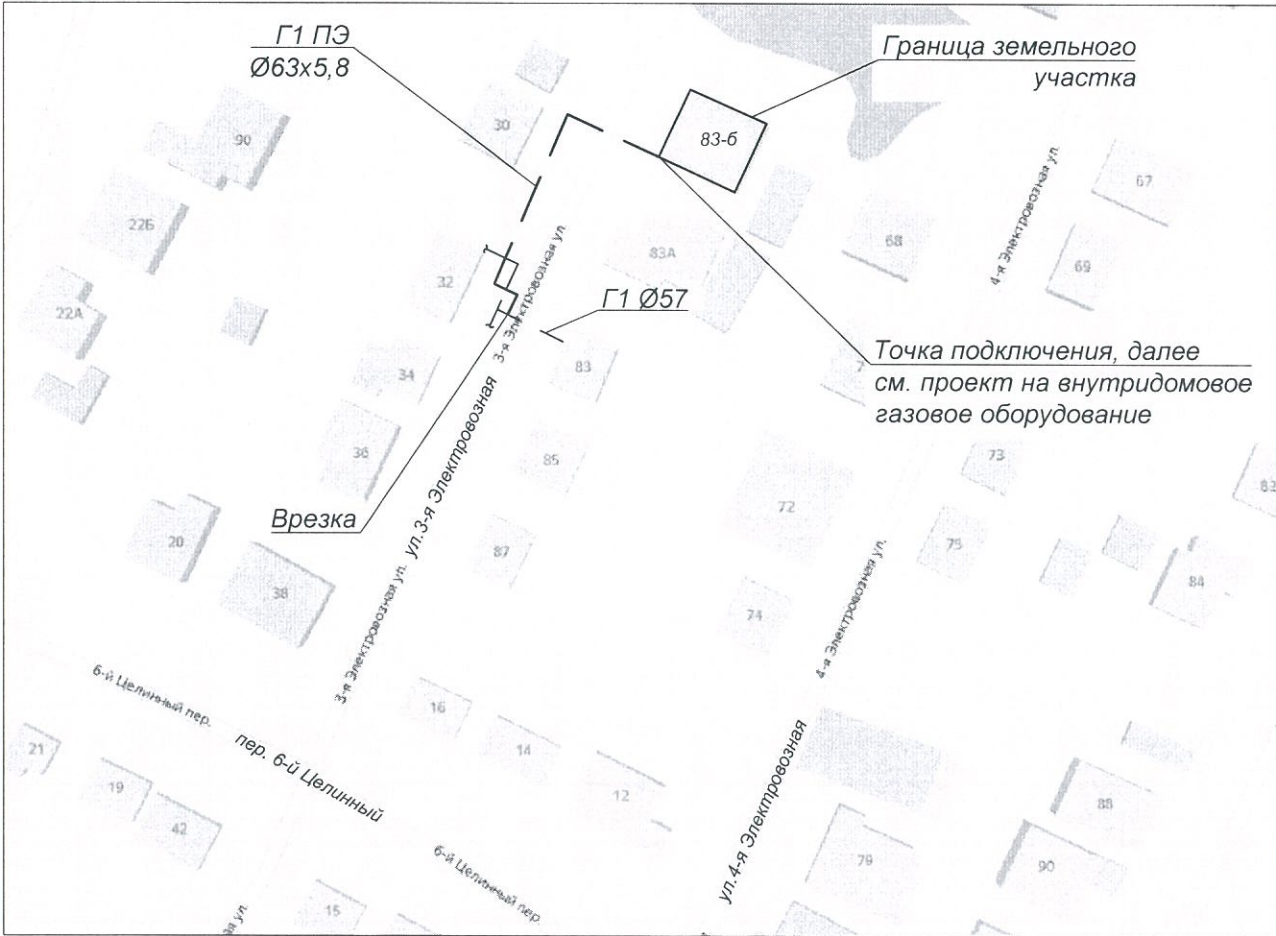 Г1 ПЭ
Ø63х5,8
Граница земельного
участка
30
90
83-б
67
22Б
68
4-я Электровозная ул.
69
83А
3-я Электровозная ул.
32
22А
Г1 Ø57
Точка подключения, далее
см. проект на внутридомовое
газовое оборудование
34
83
ул.3-я Электровозная
36
85
73
72
Врезка
20
87
75
84
38
74
3-я Электровозная ул.
4-я Электровозная ул.
6-й Целинный пер.
пер. 6-й Целинный
16
14
12
21
19
42
ул.4-я Электровозная
88
79
90
6-й Целинный пер.
15
ная ул.